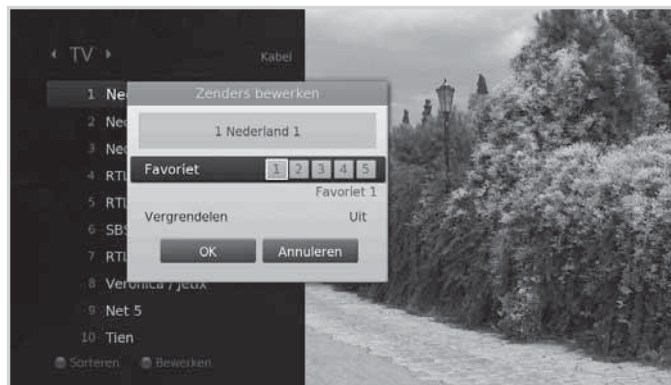 TV
Kabel
1 Ne
Zenders bewerken
2 Ned
1 Nederland 1
3 Ned
4 RTL
Favoriet 1 2 3 4 5
5 RTL
Favoriet 1
6 SBS
Vergrendelen Uit
7 RTL
OK Annuleren
8 Veronica / Jetix
9 Net 5
10 Tien
Sorteren Bewerken